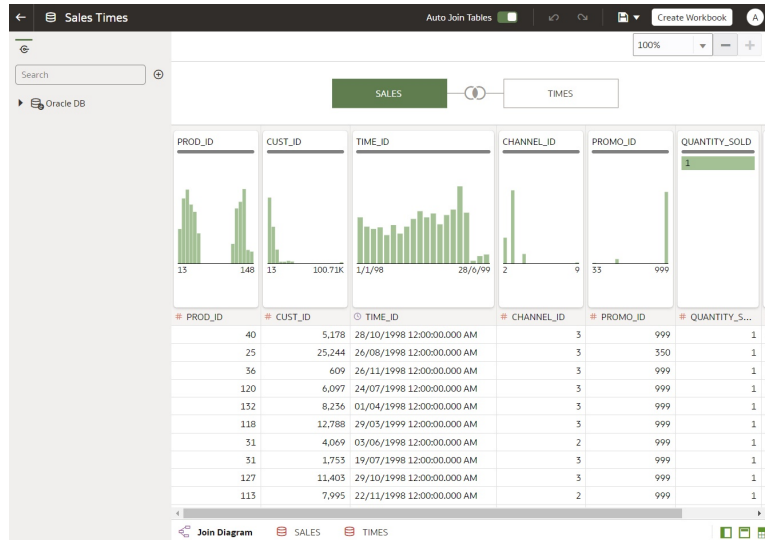 Sales Times
Auto Join Tables
Create Workbook
A
100%
Search
Oracle DB
SALES
TIMES
PROD_ID CUST_ID TIME_ID CHANNEL_ID PROMO_ID QUANTITY_SOLD
1
13 148 13 100.71K 1/1/98 28/6/99 2 9 33 999
# PROD_ID # CUST_ID TIME_ID # CHANNEL_ID # PROMO_ID # QUANTITY_S...
40 5,178 28/10/1998 12:00:00.000 AM 3 999 1
25 25,244 26/08/1998 12:00:00.000 AM 3 350 1
36 609 26/11/1998 12:00:00.000 AM 3 999 1
120 6,097 24/07/1998 12:00:00.000 AM 3 999 1
132 8,236 01/04/1998 12:00:00.000 AM 3 999 1
118 12,788 29/03/1999 12:00:00.000 AM 3 999 1
31 4,069 03/06/1998 12:00:00.000 AM 2 999 1
31 1,753 19/07/1998 12:00:00.000 AM 3 999 1
127 11,403 29/10/1998 12:00:00.000 AM 3 999 1
113 7,995 22/11/1998 12:00:00.000 AM 2 999 1
Join Diagram SALES TIMES